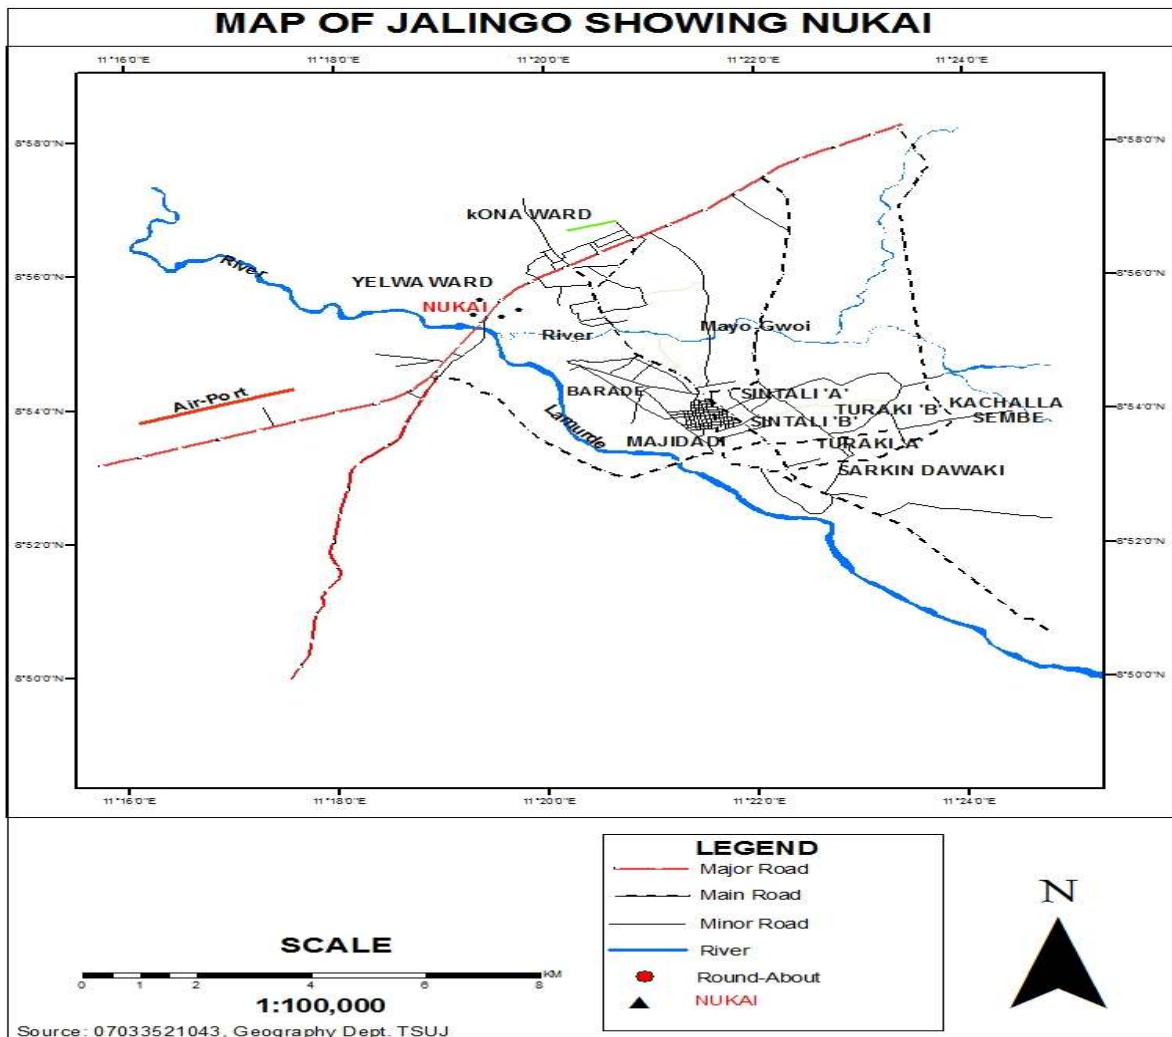 MAP OF JALINGO SHOWING NUKAI
11°16'0"E 11°18'0"E 11°20'0"E 11°22'0"E 11°24'0"E
8°58'0"N 8°58'0"N
kONA WARD
8°56'0"N River 8°56'0"N
YELWA WARD
NUKAI
River Mayo Gwoi
Air-Port
BARADE SINTALI 'A'
8°54'0"N Lamurde TURAKI 'B' KACHALLA SEMBE 8°54'0"N
SINTALI 'B'
MAJIDADI TURAKI 'A'
SARKIN DAWAKI
8°52'0"N 8°52'0"N
8°50'0"N 8°50'0"N
11°16'0"E 11°18'0"E 11°20'0"E 11°22'0"E 11°24'0"E
LEGEND
Major Road
Main Road
Minor Road
River
Round-About
NUKAI
N
SCALE
KM
0 1 2 4 6 8
1:100,000
Source: 07033521043. Geography Dept. TSUJ